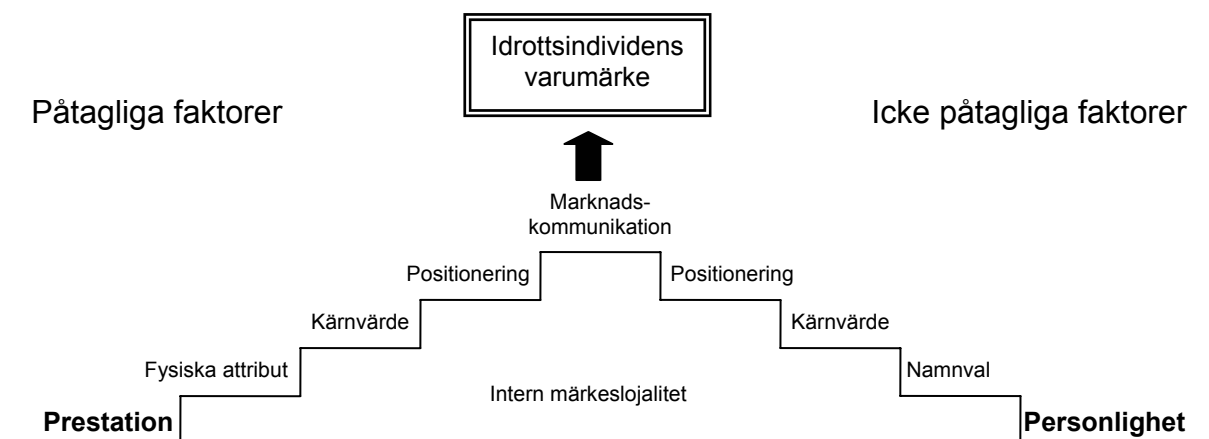 Idrottsindividens
varumärke
Påtagliga faktorer
Icke påtagliga faktorer
Marknads-
kommunikation
Positionering
Positionering
Kärnvärde
Kärnvärde
Fysiska attribut
Namnval
Intern märkeslojalitet
Prestation
Personlighet